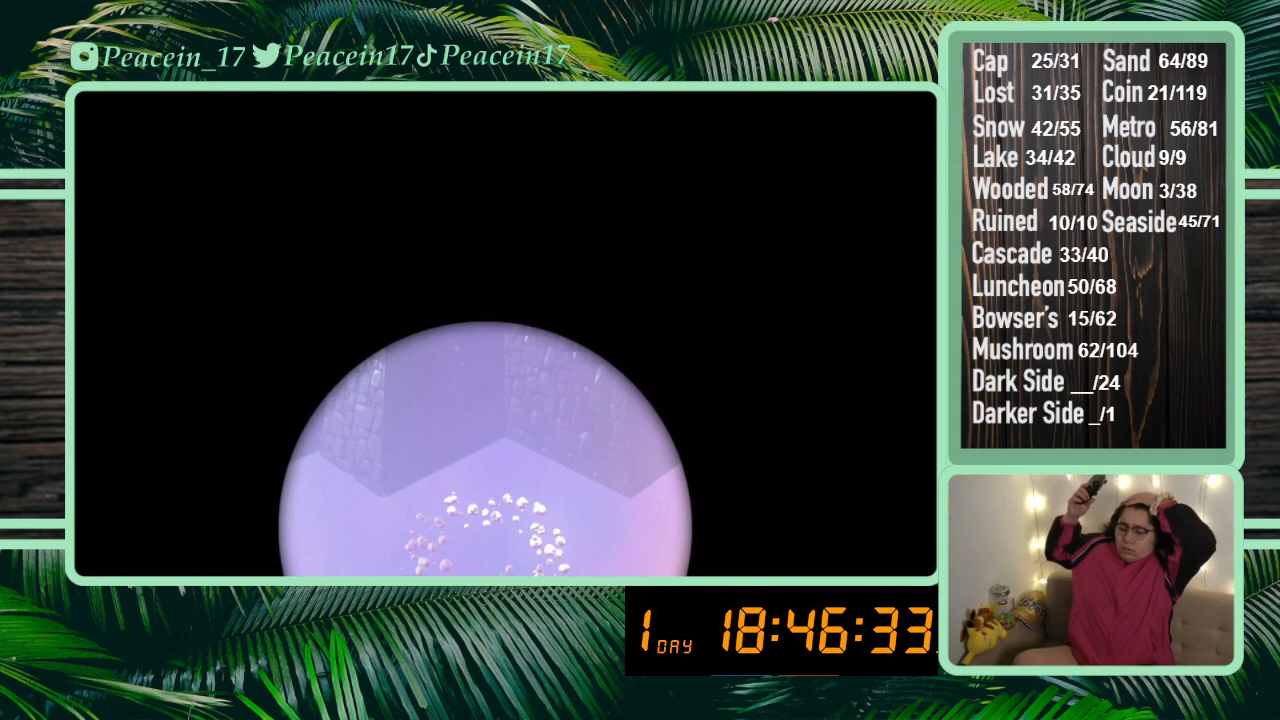 Peacein_17 Peacein17 Peacein17
Cap 25/31 Sand 64/89
Lost 31/35 Coin 21/119
Snow 42/55 Metro 56/81
Lake 34/42 Cloud 9/9
Wooded 58/74 Moon 3/38
Ruined 10/10 Seaside 45/71
Cascade 33/40
Luncheon 50/68
Bowser's 15/62
Mushroom 62/104
Dark Side __/24
Darker Side _/1
1 DAY 18:46:33